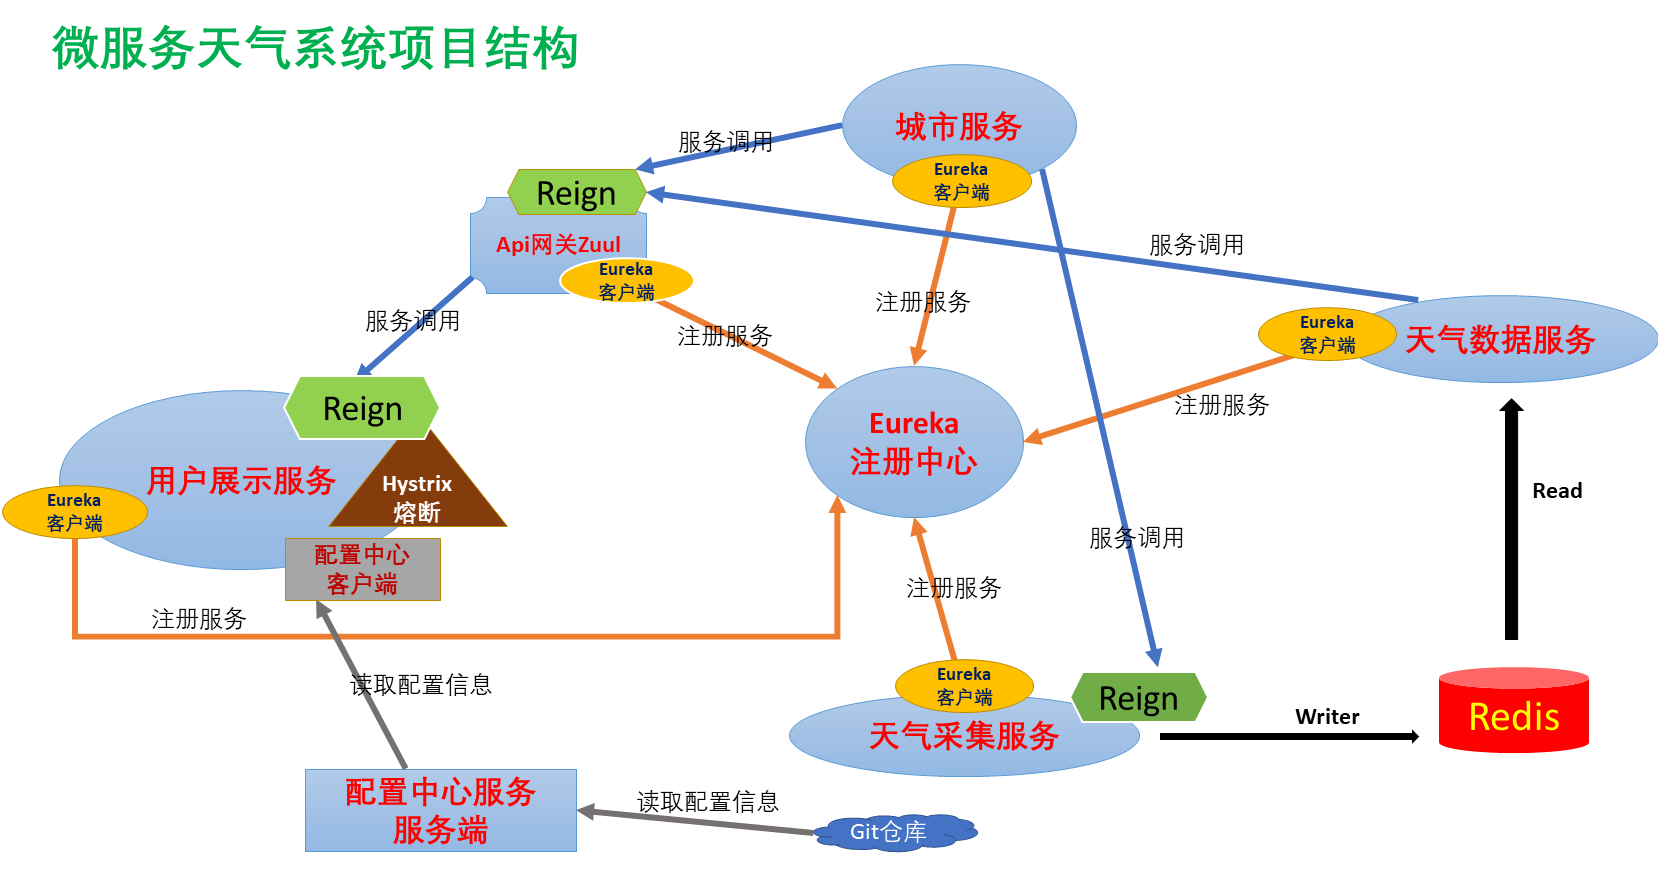 微服务天气系统项目结构
城市服务
Eureka
客户端
服务调用
Reign
Api网关Zuul
Eureka
客户端
服务调用
注册服务
注册服务
服务调用
Eureka
客户端
天气数据服务
注册服务
Reign
用户展示服务
Hystrix
熔断
Eureka
客户端
配置中心
客户端
注册服务
Eureka
注册中心
Read
服务调用
注册服务
读取配置信息
Eureka
客户端
Reign
天气采集服务
Writer
Redis
配置中心服务
服务端
读取配置信息
Git仓库